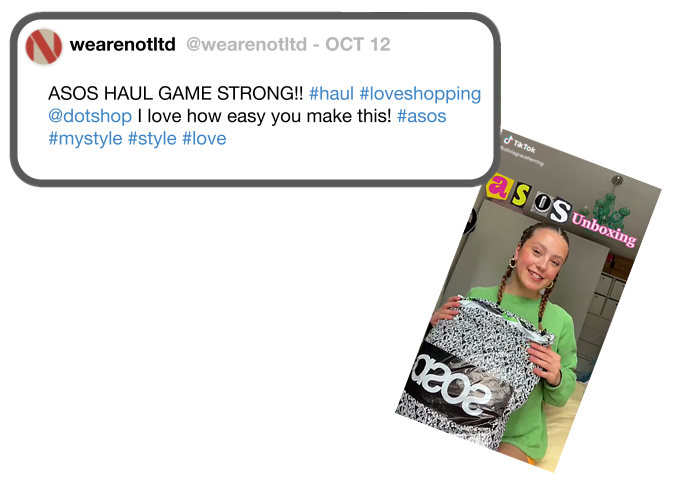 wearenotltd @wearenotltd - OCT 12
ASOS HAUL GAME STRONG!! #haul #loveshopping
@dotshop I love how easy you make this! #asos
#mystyle #style #love
TikTok
asos
Unboxing
asos